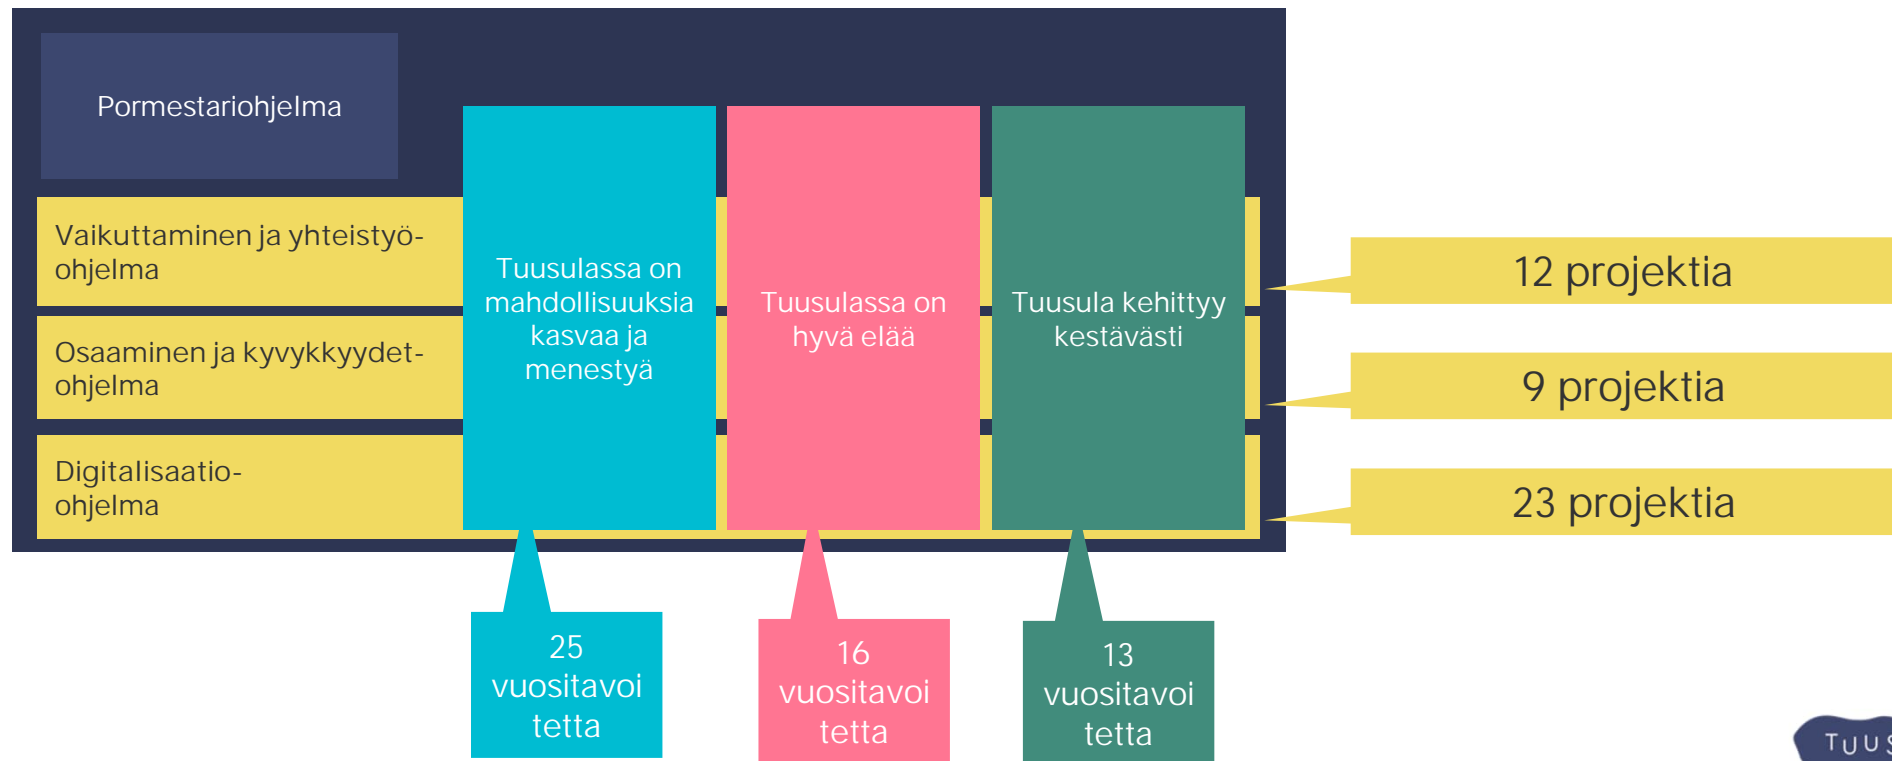 Pormestariohjelma
Vaikuttaminen ja yhteistyö-
ohjelma
Osaaminen ja kyvykkyydet-
ohjelma
Digitalisaatio-
ohjelma
Tuusulassa on
mahdollisuuksia
kasvaa ja
menestyä
Tuusulassa on
hyvä elää
Tuusula kehittyy
kestävästi
12 projektia
9 projektia
23 projektia
25
vuositavoi
tetta
16
vuositavoi
tetta
13
vuositavoi
tetta